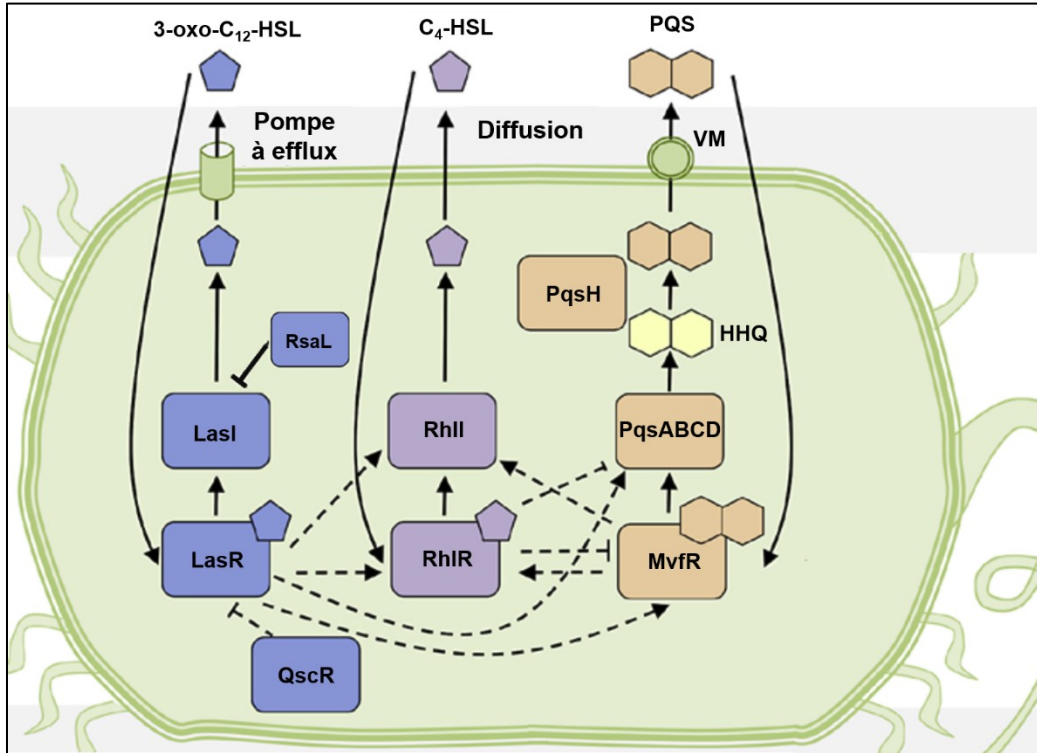 3-oxo-C₁₂-HSL
C₄-HSL
PQS
Pompe
à efflux
Diffusion
VM
PqsH
HHQ
RsaL
LasI
RhlI
PqsABCD
LasR
RhlR
MvfR
QscR